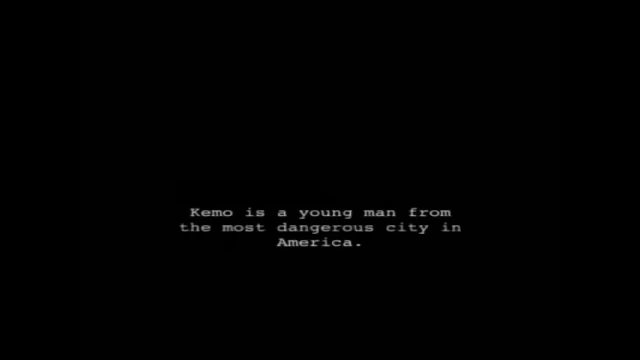 Kemo is a young man from
the most dangerous city in
America.